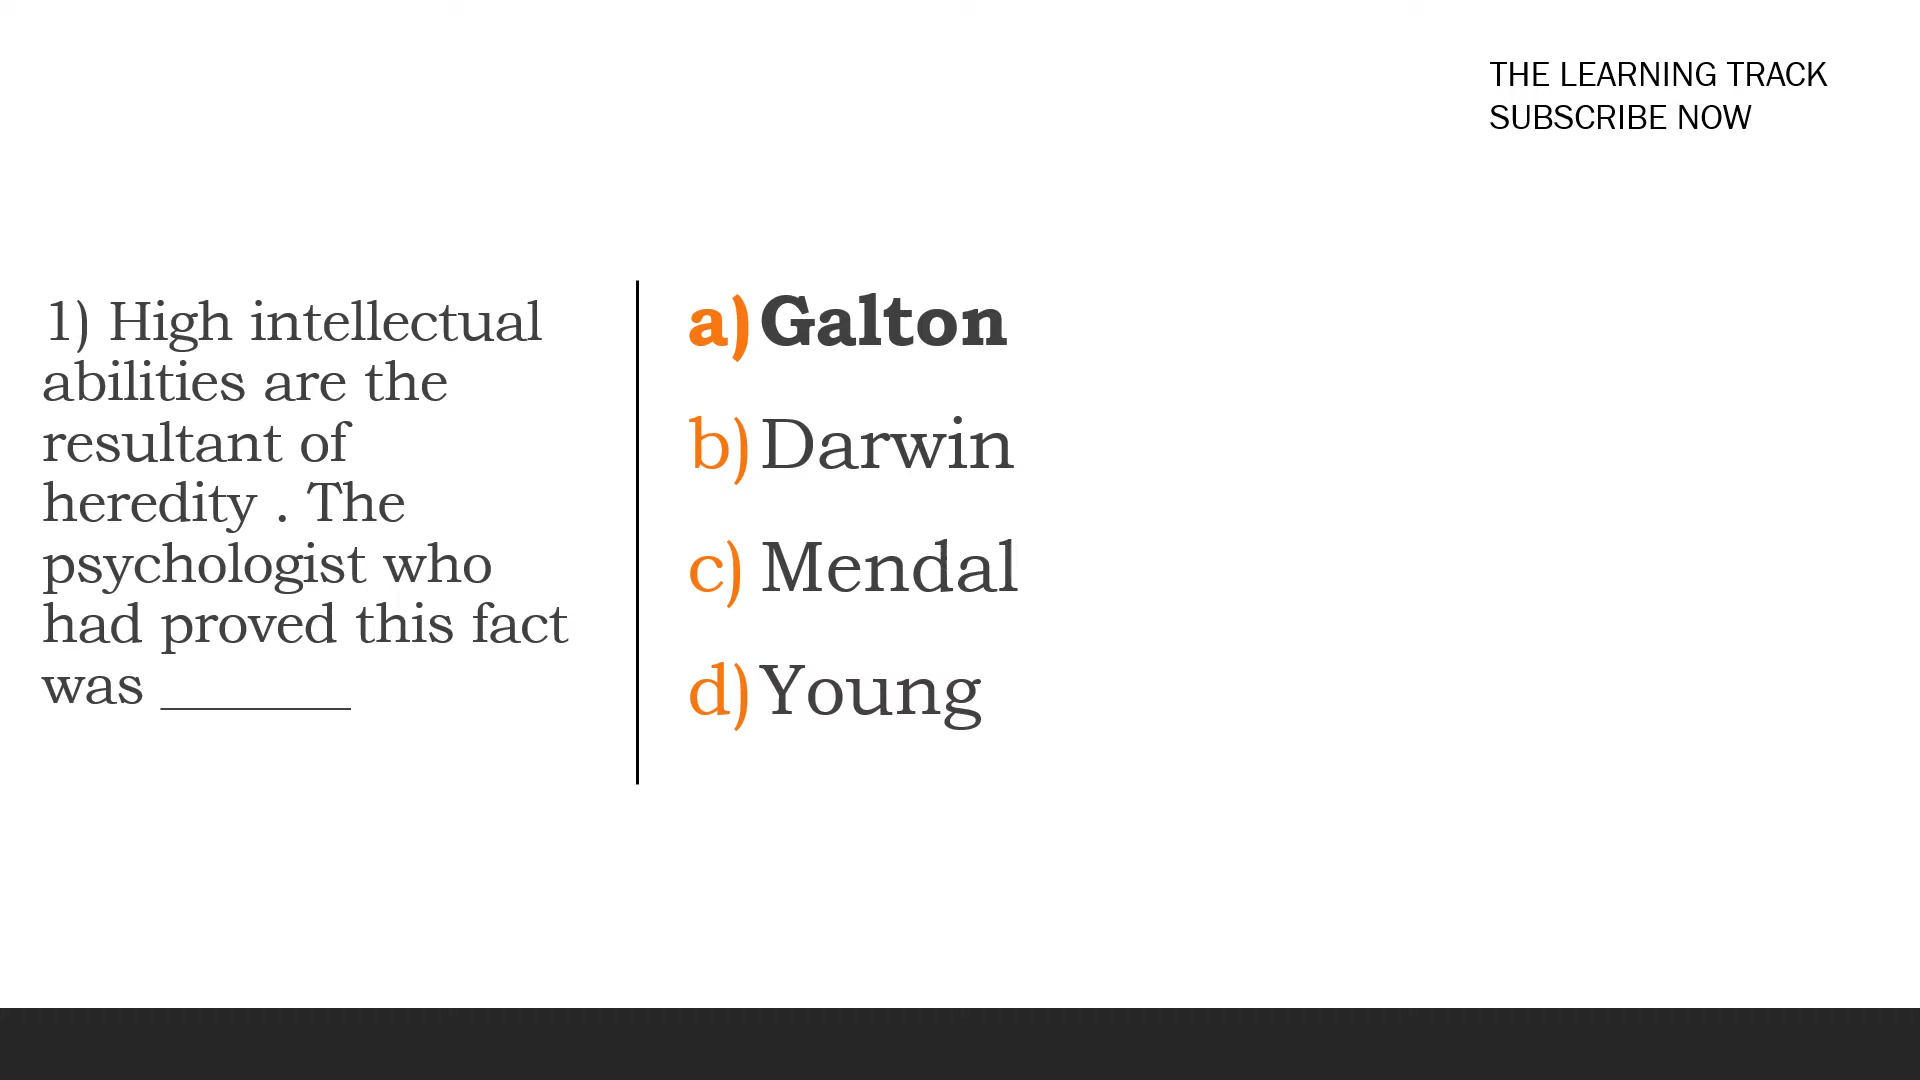 THE LEARNING TRACK
SUBSCRIBE NOW
1) High intellectual
abilities are the
resultant of
heredity . The
psychologist who
had proved this fact
was _______
a) Galton
b) Darwin
c) Mendal
d) Young